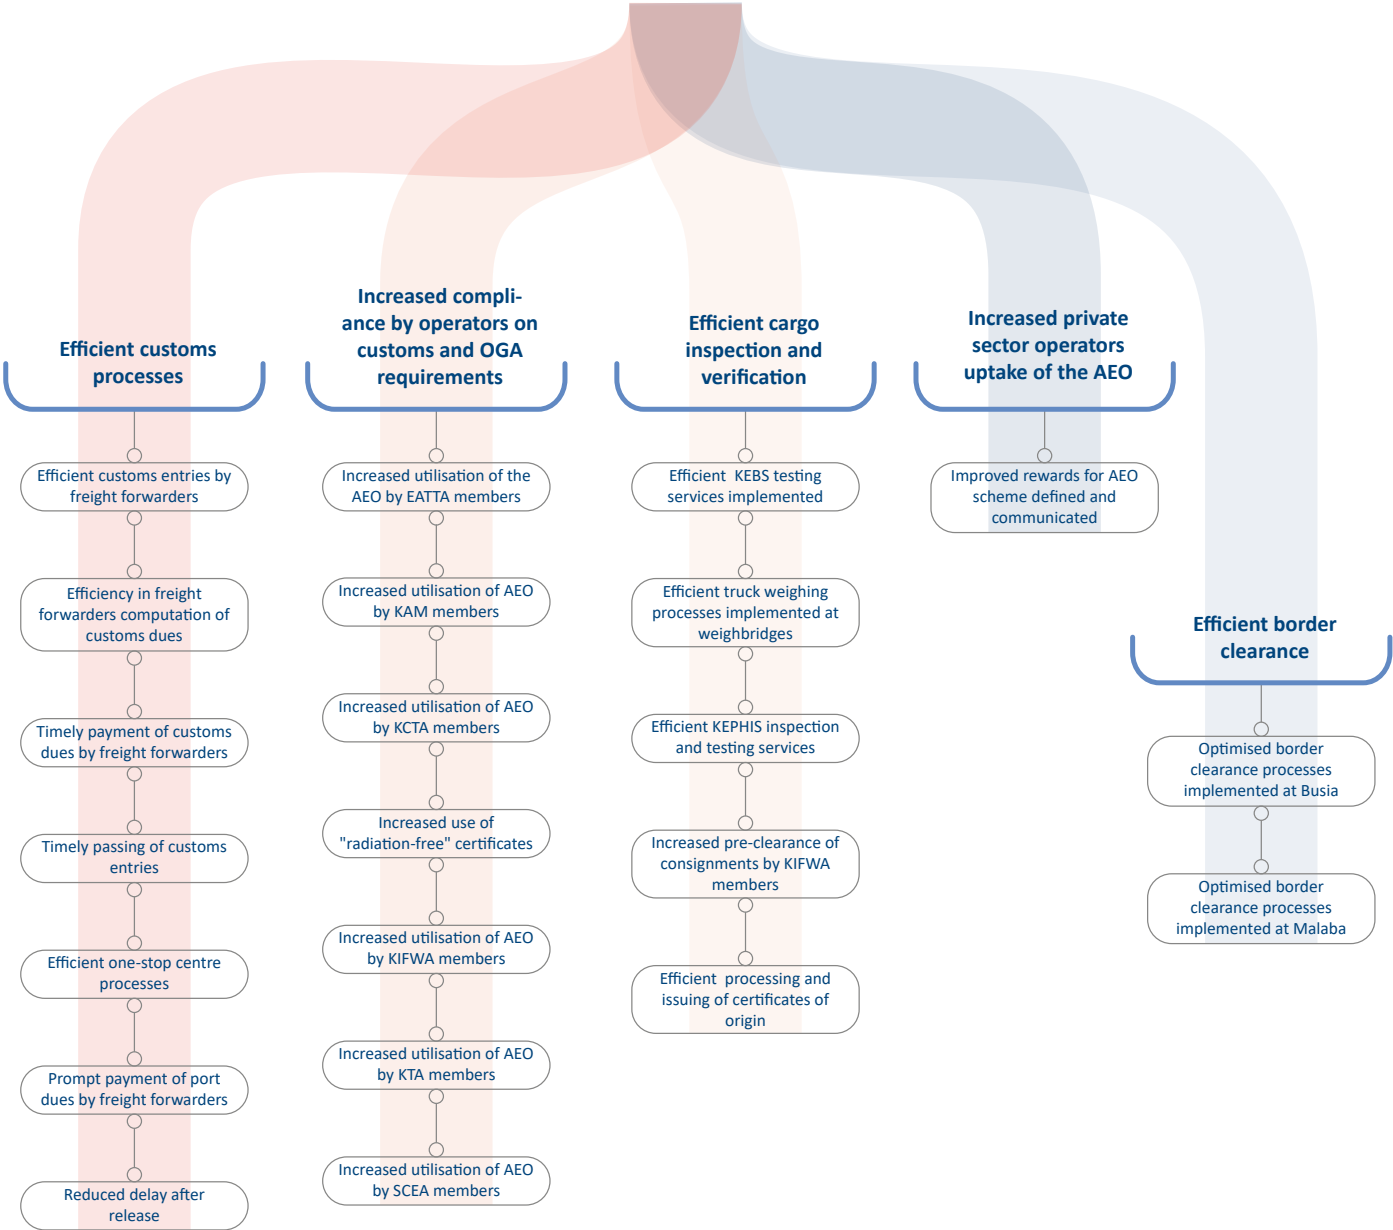 Efficient customs
processes
Efficient customs entries by
freight forwarders
Efficiency in freight
forwarders computation of
customs dues
Timely payment of customs
dues by freight forwarders
Timely passing of customs
entries
Efficient one-stop centre
processes
Prompt payment of port
dues by freight forwarders
Reduced delay after
release
Increased compli-
ance by operators on
customs and OGA
requirements
Increased utilisation of the
AEO by EATTA members
Increased utilisation of AEO
by KAM members
Increased utilisation of AEO
by KCTA members
Increased use of
"radiation-free" certificates
Increased utilisation of AEO
by KIFWA members
Increased utilisation of AEO
by KTA members
Increased utilisation of AEO
by SCEA members
Efficient cargo
inspection and
verification
Efficient KEBS testing
services implemented
Efficient truck weighing
processes implemented at
weighbridges
Efficient KEPHIS inspection
and testing services
Increased pre-clearance of
consignments by KIFWA
members
Efficient processing and
issuing of certificates of
origin
Increased private
sector operators
uptake of the AEO
Improved rewards for AEO
scheme defined and
communicated
Efficient border
clearance
Optimised border
clearance processes
implemented at Busia
Optimised border
clearance processes
implemented at Malaba